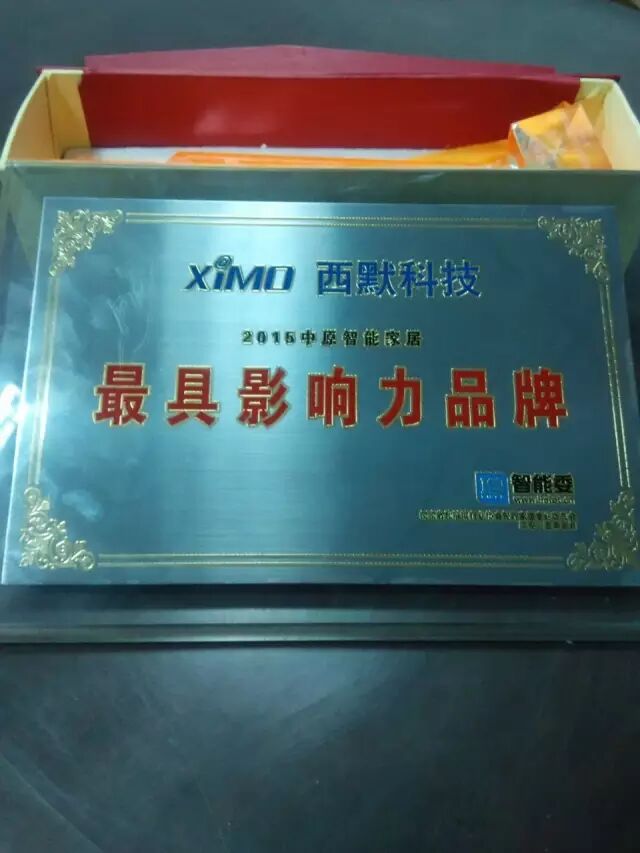 XiMO 西默科技
2015中原智能家居
最具影响力品牌
智能委